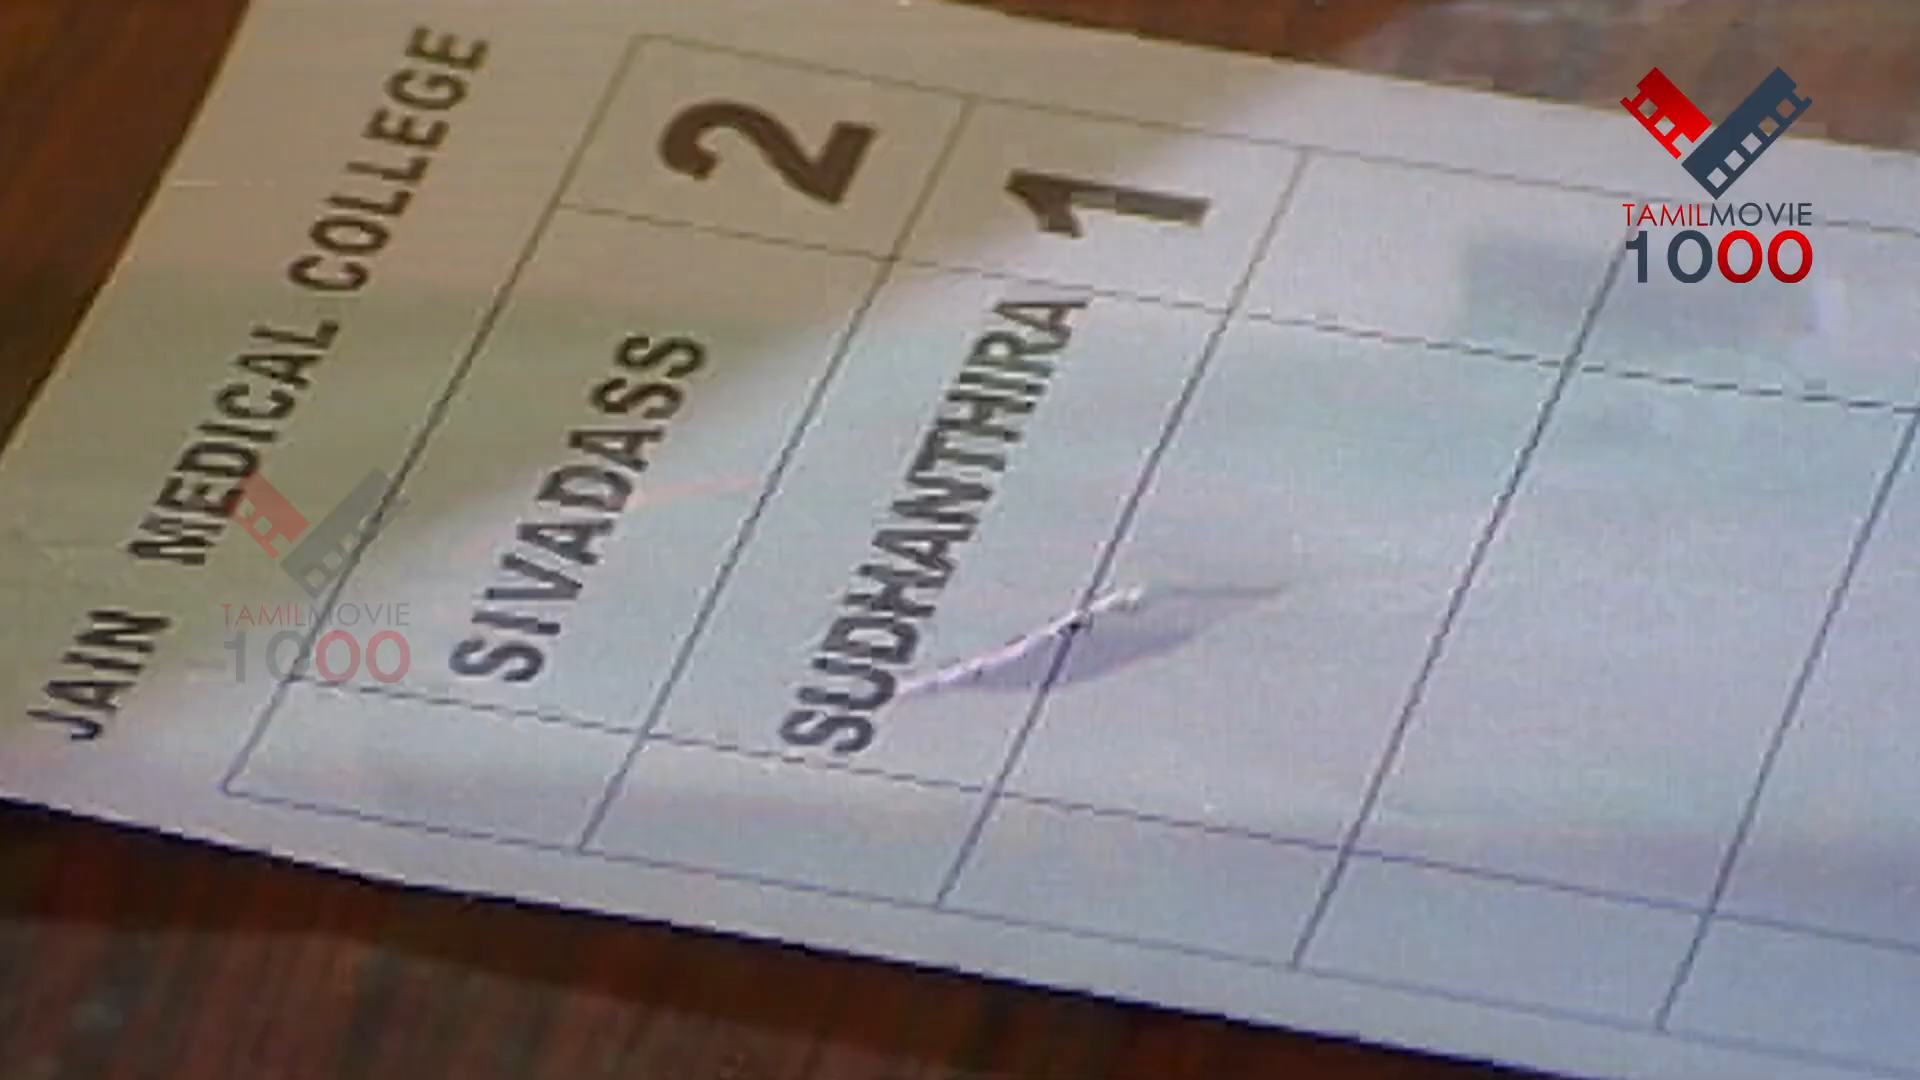 JAIN MEDICAL COLLEGE
SIVADASS 2
SUDHANTHIRA 1
TAMILMOVIE
1000
TAMILMOVIE
1000